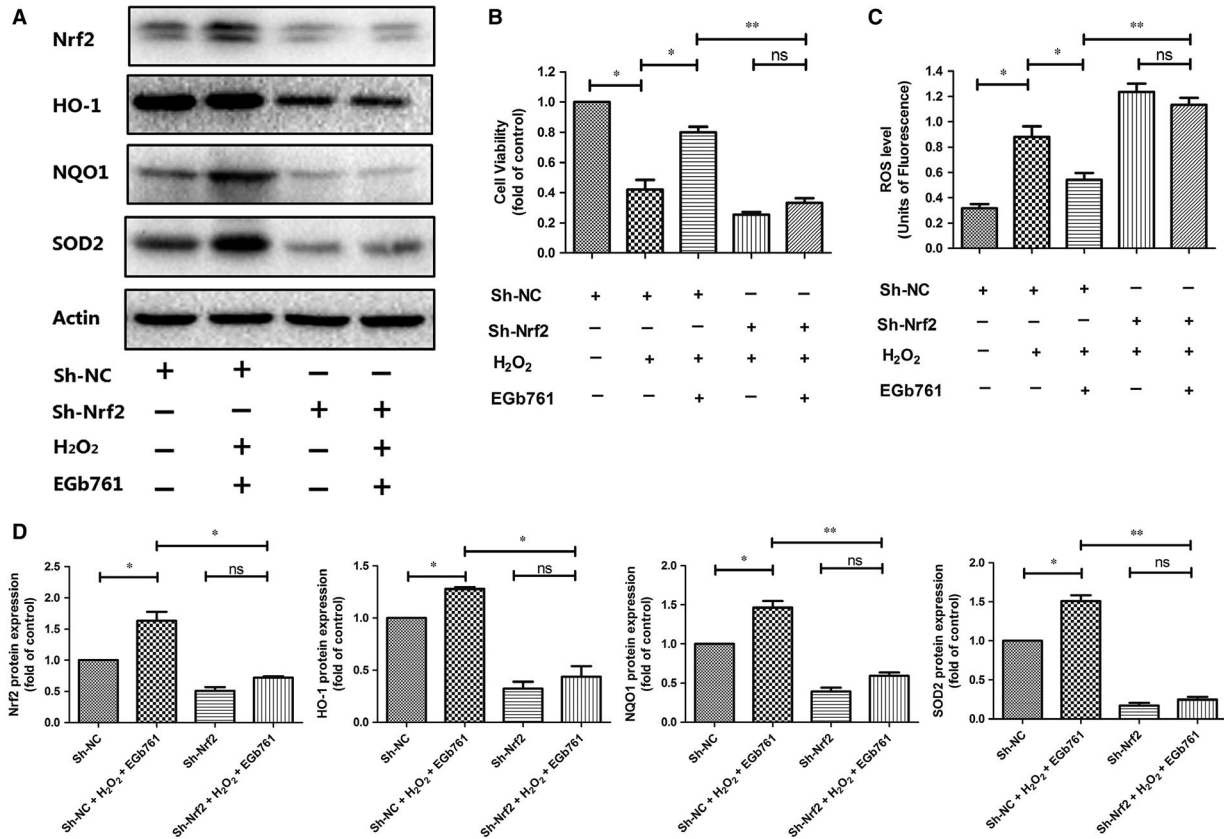 A
Nrf2
HO-1
NQO1
SOD2
Actin
Sh-NC + + – –
Sh-Nrf2 – – + +
H₂O₂ – + – +
EGb761 – + – +
B
**
* * ns
1.2
1.0
0.8
0.6
0.4
0.2
0.0
Cell Viability
(fold of control)
Sh-NC + + + – –
Sh-Nrf2 – – – + +
H₂O₂ – + + + +
EGb761 – – + – +
C
**
* * ns
1.4
1.2
1.0
0.8
0.6
0.4
0.2
0.0
ROS level
(Units of Fluorescence)
Sh-NC + + + – –
Sh-Nrf2 – – – + +
H₂O₂ – + + + +
EGb761 – – + – +
D
*
* ns
2.5
2.0
1.5
1.0
0.5
0.0
Nrf2 protein expression
(fold of control)
Sh-NC
Sh-NC + H₂O₂ + EGb761
Sh-Nrf2
Sh-Nrf2 + H₂O₂ + EGb761
*
* ns
1.5
1.0
0.5
0.0
HO-1 protein expression
(fold of control)
Sh-NC
Sh-NC + H₂O₂ + EGb761
Sh-Nrf2
Sh-Nrf2 + H₂O₂ + EGb761
**
* ns
2.0
1.5
1.0
0.5
0.0
NQO1 protein expression
(fold of control)
Sh-NC
Sh-NC + H₂O₂ + EGb761
Sh-Nrf2
Sh-Nrf2 + H₂O₂ + EGb761
**
* ns
2.0
1.5
1.0
0.5
0.0
SOD2 protein expression
(fold of control)
Sh-NC
Sh-NC + H₂O₂ + EGb761
Sh-Nrf2
Sh-Nrf2 + H₂O₂ + EGb761